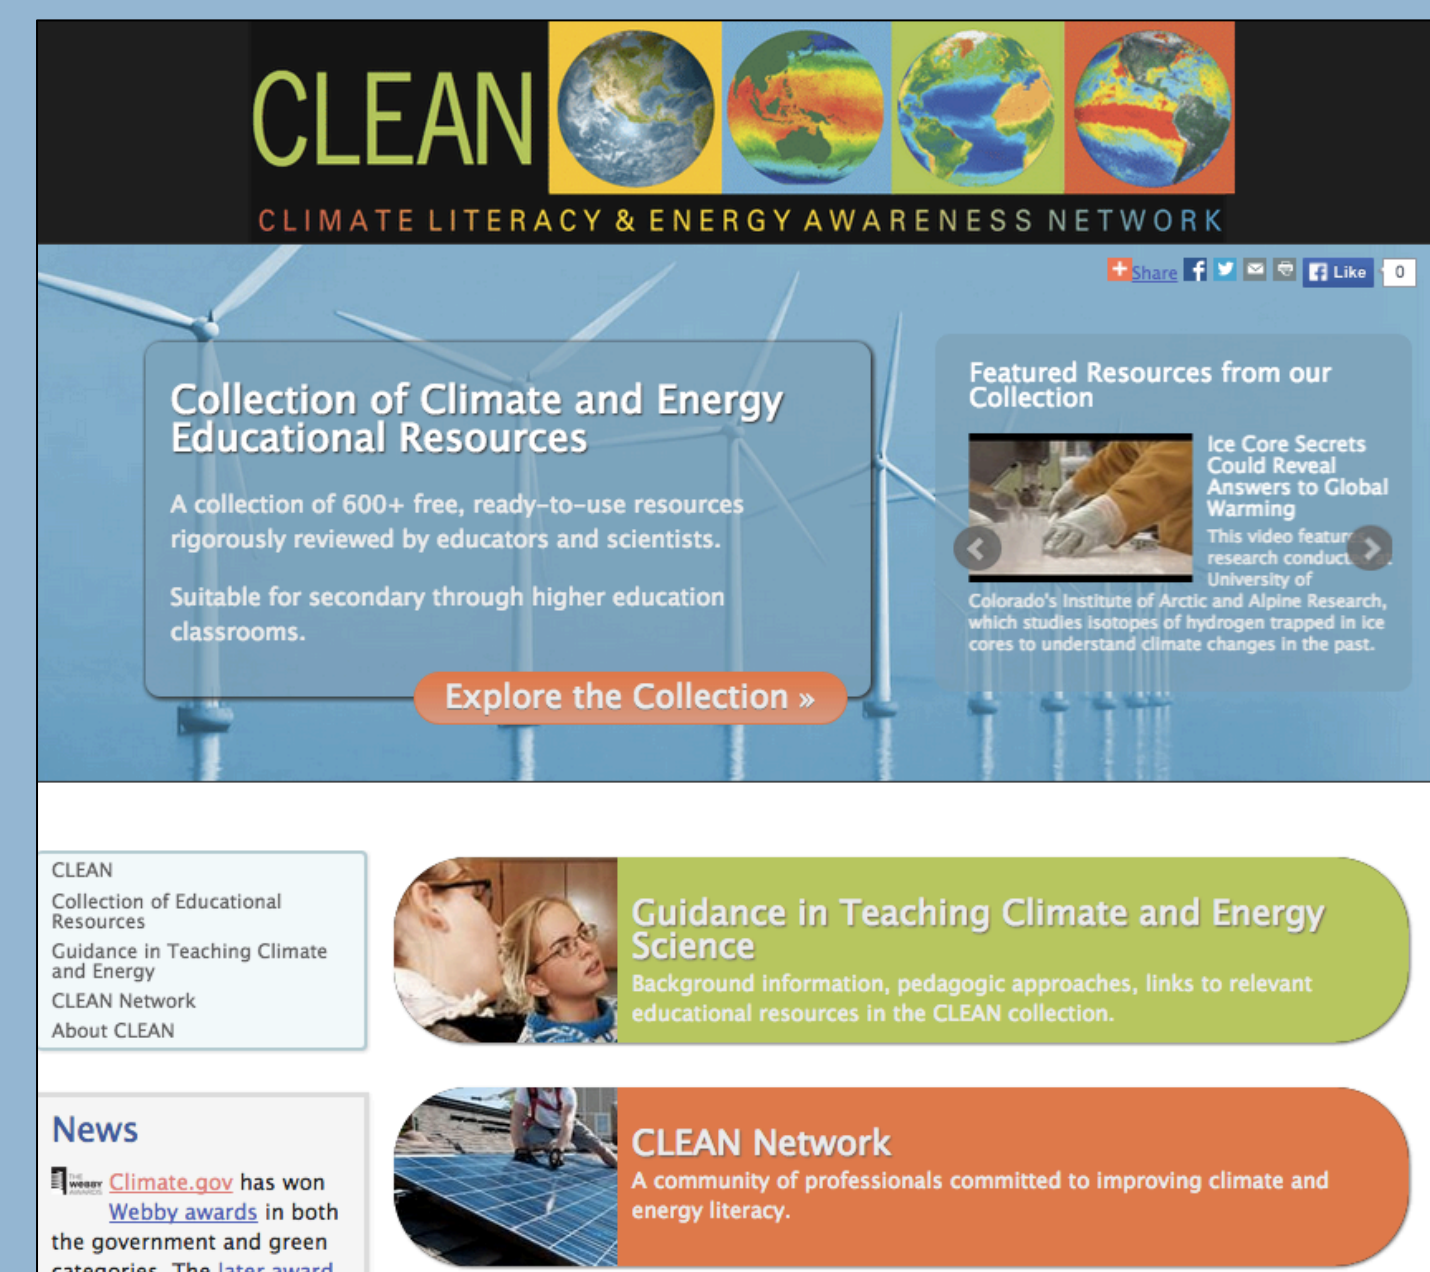 CLEAN
CLIMATE LITERACY & ENERGY AWARENESS NETWORK
Share
Like
0
Collection of Climate and Energy
Educational Resources
A collection of 600+ free, ready-to-use resources
rigorously reviewed by educators and scientists.
Suitable for secondary through higher education
classrooms.
Explore the Collection »
Featured Resources from our
Collection
Ice Core Secrets
Could Reveal
Answers to Global
Warming
This video
research
University of
Colorado's Institute of Arctic and Alpine Research,
which studies isotopes of hydrogen trapped in ice
cores to understand climate changes in the past.
CLEAN
Collection of Educational
Resources
Guidance in Teaching Climate
and Energy
CLEAN Network
About CLEAN
News
THE
WEBBY
AWARDS
Climate.gov has won
Webby awards in both
the government and green
categories. The later award
Guidance in Teaching Climate and Energy
Science
Background information, pedagogic approaches, links to relevant
educational resources in the CLEAN collection.
CLEAN Network
A community of professionals committed to improving climate and
energy literacy.